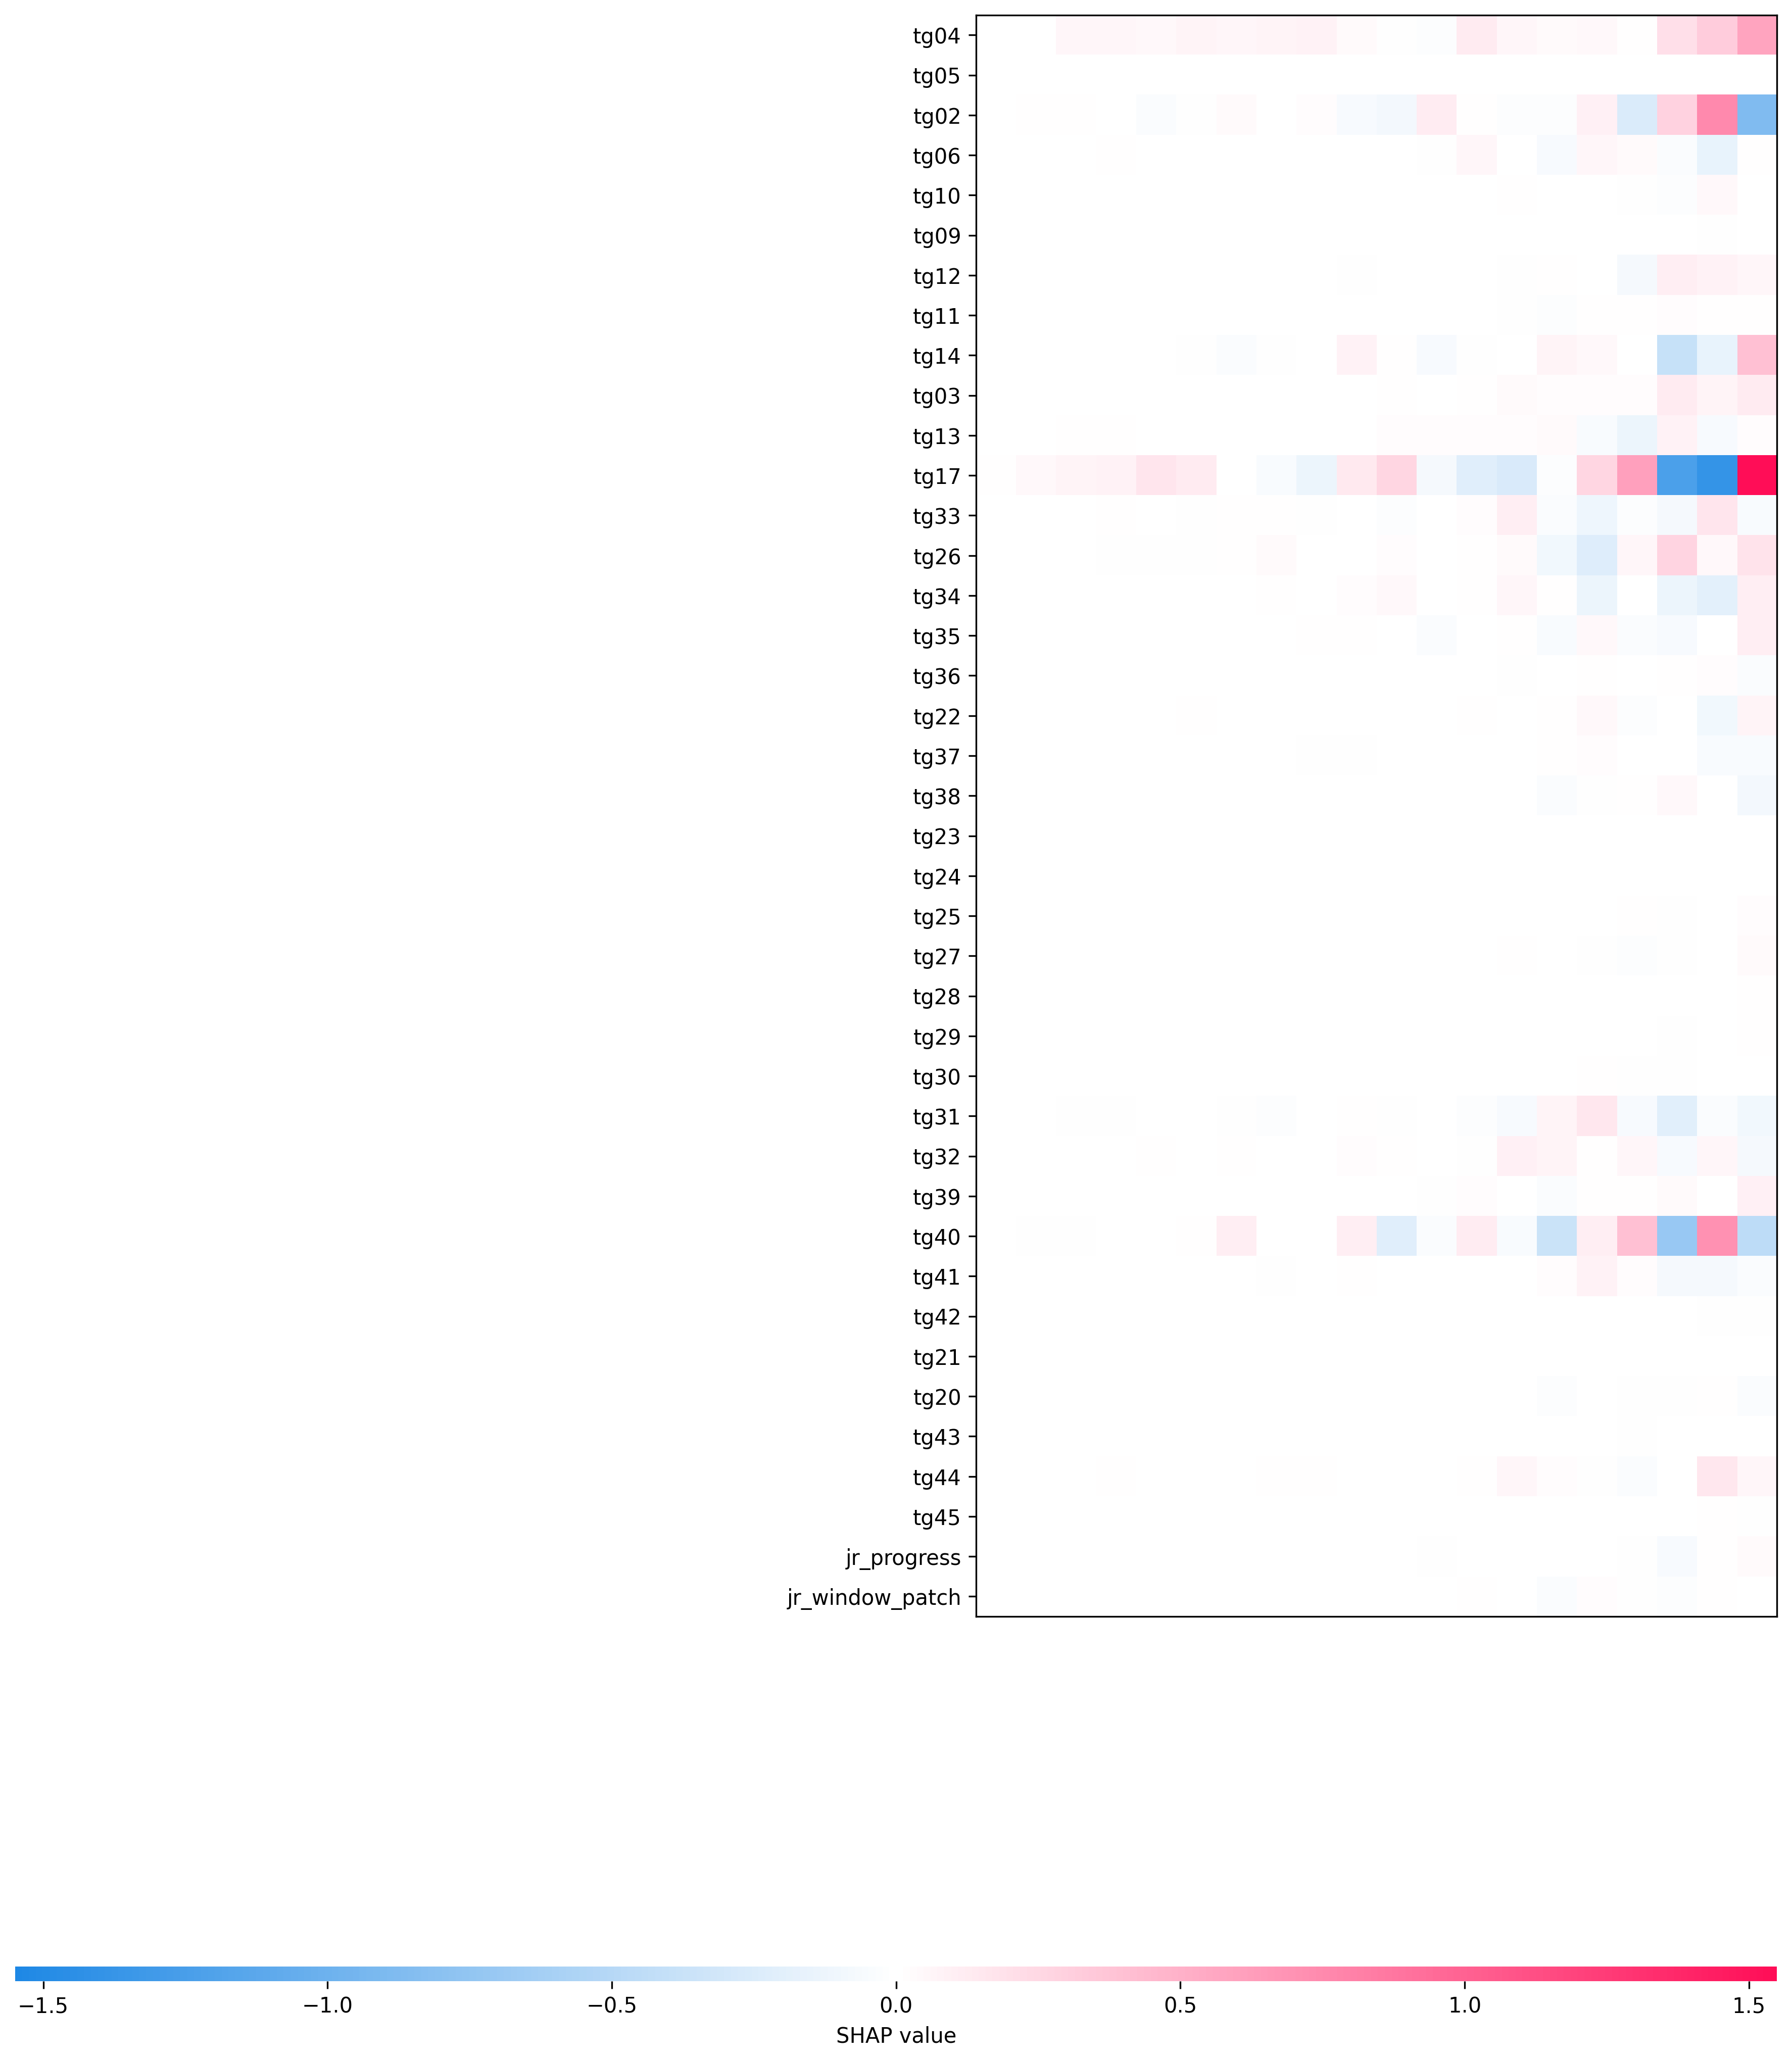 tg04
tg05
tg02
tg06
tg10
tg09
tg12
tg11
tg14
tg03
tg13
tg17
tg33
tg26
tg34
tg35
tg36
tg22
tg37
tg38
tg23
tg24
tg25
tg27
tg28
tg29
tg30
tg31
tg32
tg39
tg40
tg41
tg42
tg21
tg20
tg43
tg44
tg45
jr_progress
jr_window_patch
−1.5 −1.0 −0.5 0.0 0.5 1.0 1.5
SHAP value